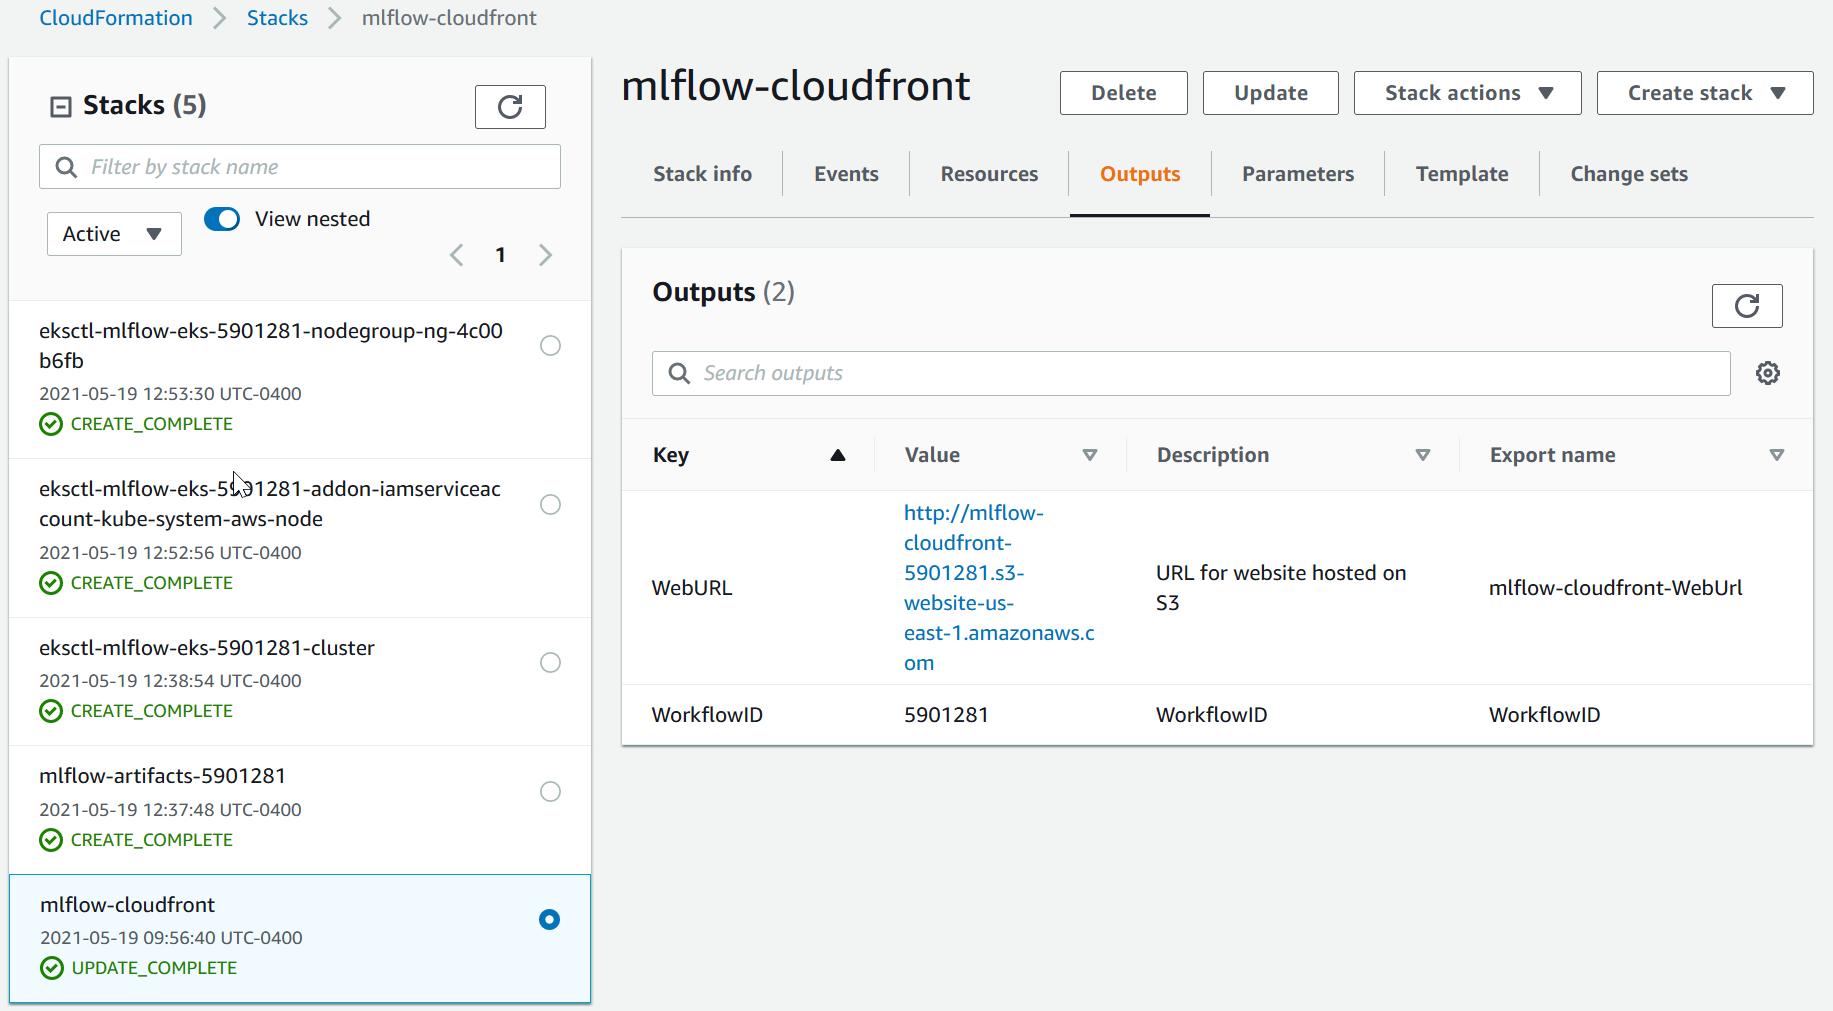 CloudFormation > Stacks > mlflow-cloudfront
Stacks (5)
Filter by stack name
Active
View nested
1
eksctl-mlflow-eks-5901281-nodegroup-ng-4c00
b6fb
2021-05-19 12:53:30 UTC-0400
CREATE_COMPLETE
eksctl-mlflow-eks-5901281-addon-iamserviceac
count-kube-system-aws-node
2021-05-19 12:52:56 UTC-0400
CREATE_COMPLETE
eksctl-mlflow-eks-5901281-cluster
2021-05-19 12:38:54 UTC-0400
CREATE_COMPLETE
mlflow-artifacts-5901281
2021-05-19 12:37:48 UTC-0400
CREATE_COMPLETE
mlflow-cloudfront
2021-05-19 09:56:40 UTC-0400
UPDATE_COMPLETE
mlflow-cloudfront
Delete
Update
Stack actions
Create stack
Stack info
Events
Resources
Outputs
Parameters
Template
Change sets
Outputs (2)
Search outputs
Key
Value
Description
Export name
WebURL
http://mlflow-
cloudfront-
5901281.s3-
website-us-
east-1.amazonaws.c
om
URL for website hosted on
S3
mlflow-cloudfront-WebUrl
WorkflowID
5901281
WorkflowID
WorkflowID